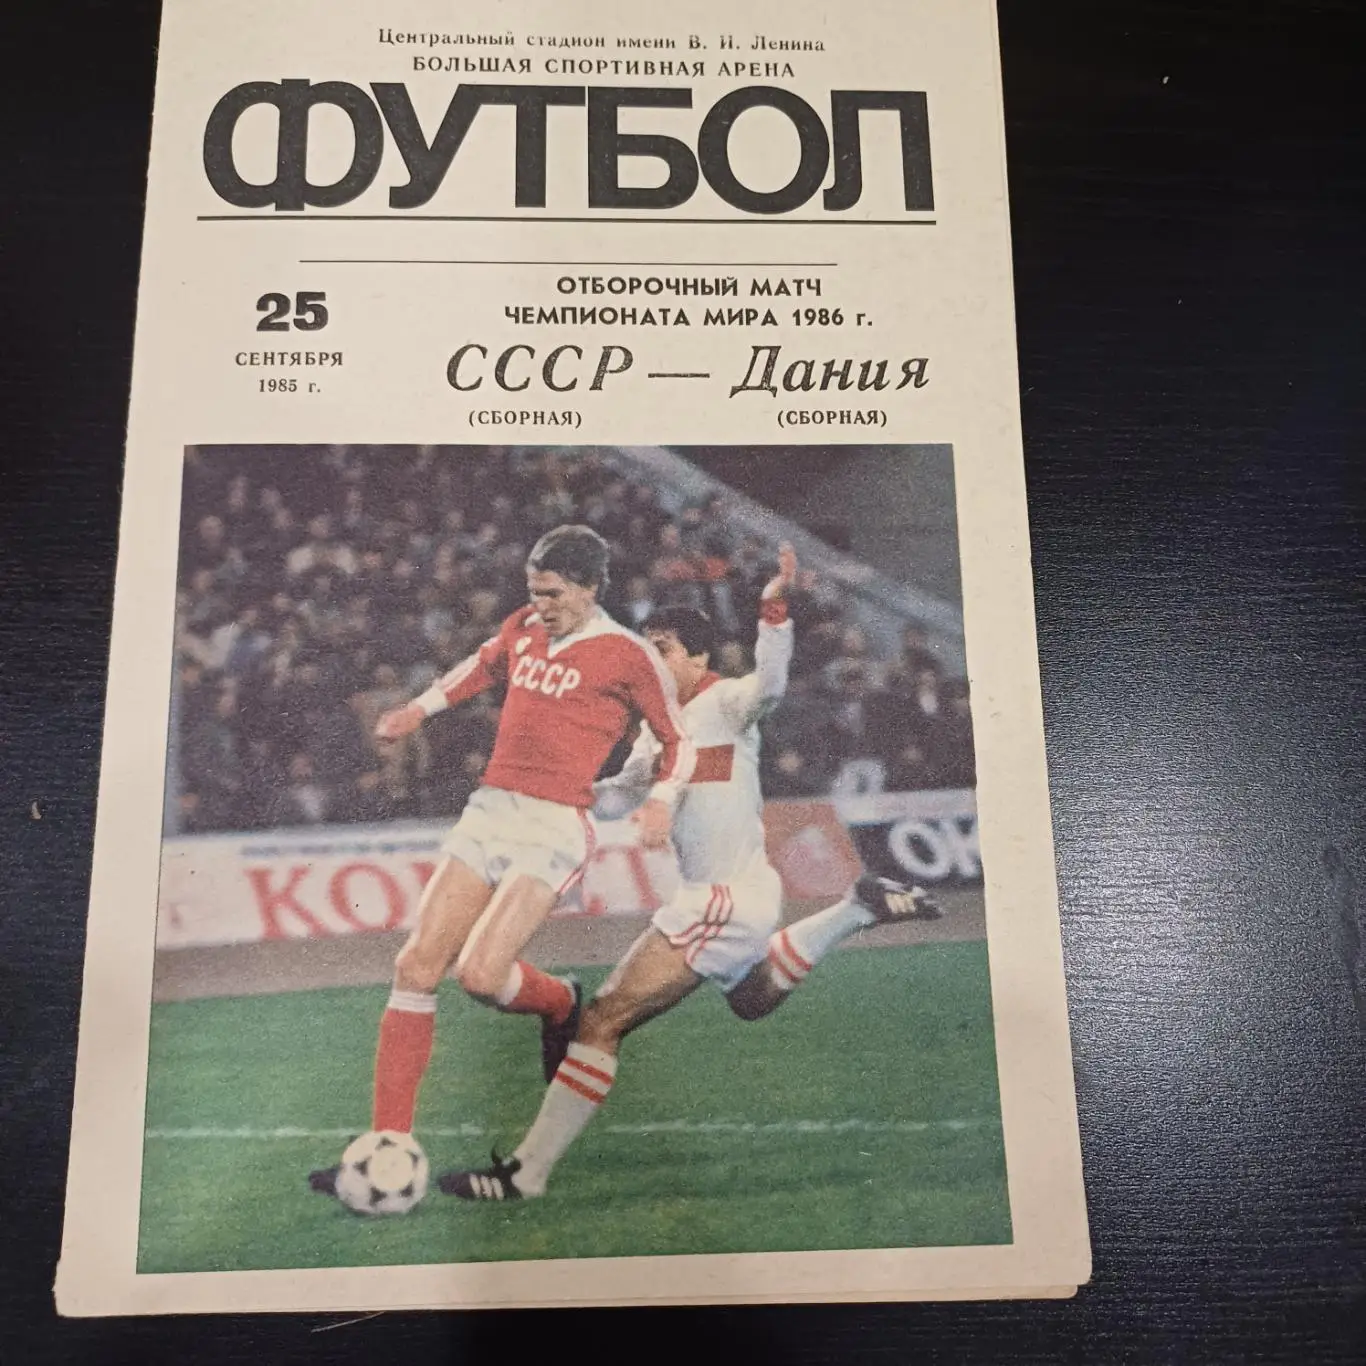 Центральный стадион имени В. И. Ленина
БОЛЬШАЯ СПОРТИВНАЯ АРЕНА
ФУТБОЛ
25
СЕНТЯБРЯ
1985 г.
ОТБОРОЧНЫЙ МАТЧ
ЧЕМПИОНАТА МИРА 1986 г.
СССР — Дания
(СБОРНАЯ) (СБОРНАЯ)
СССР